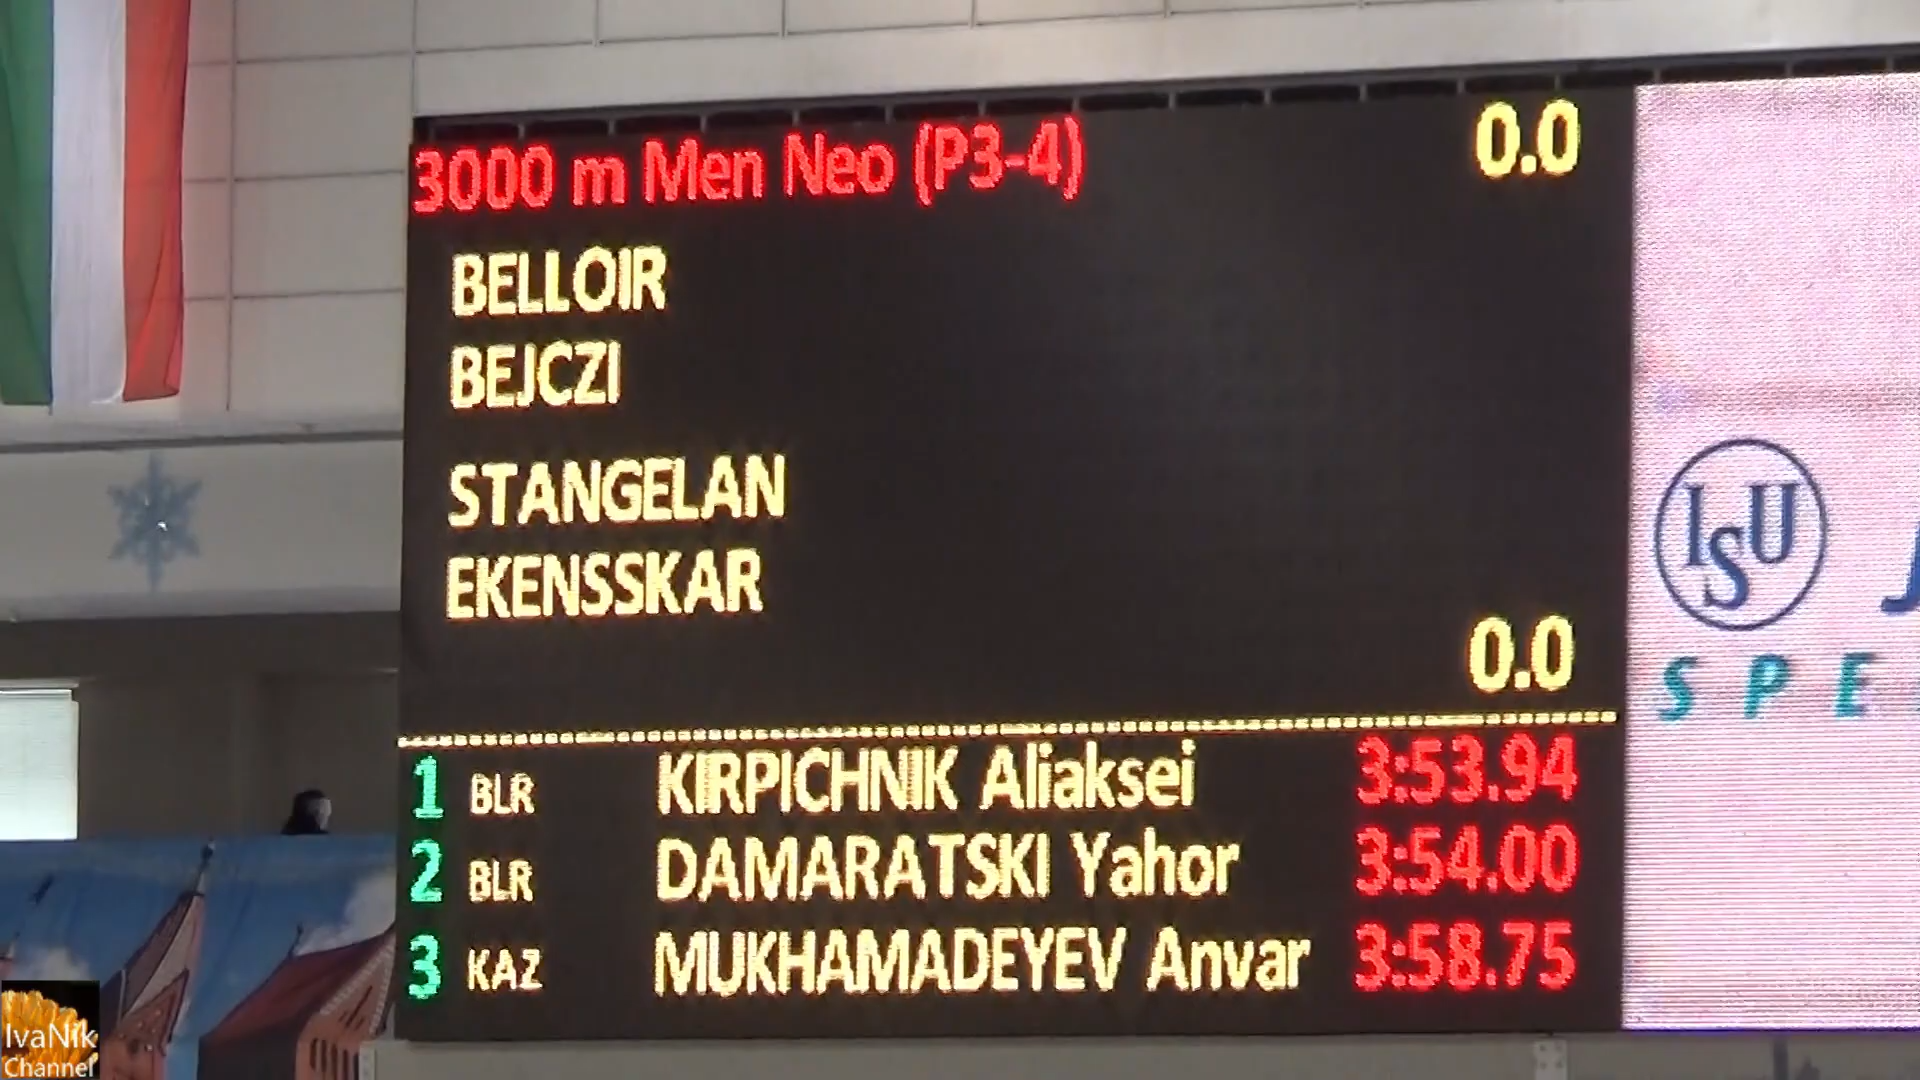 3000 m Men Neo (P3-4) 0.0
BELLOIR
BEJCZI
STANGELAN
EKENSSKAR
0.0
1 BLR KIRPICHNIK Aliaksei 3:53.94
2 BLR DAMARATSKI Yahor 3:54.00
3 KAZ MUKHAMADEYEV Anvar 3:58.75
ISU J
SPE
IvaNik
Channel